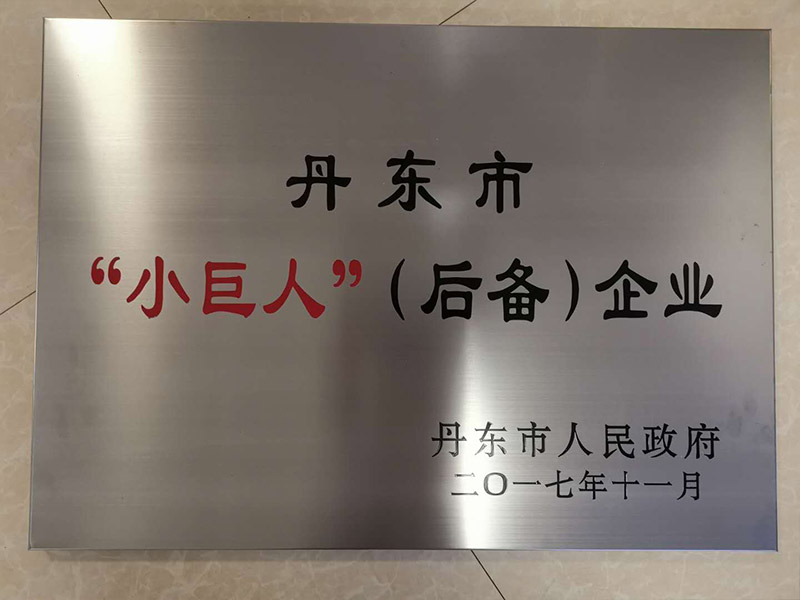 丹东市
“小巨人”（后备）企业
丹东市人民政府
二〇一七年十一月